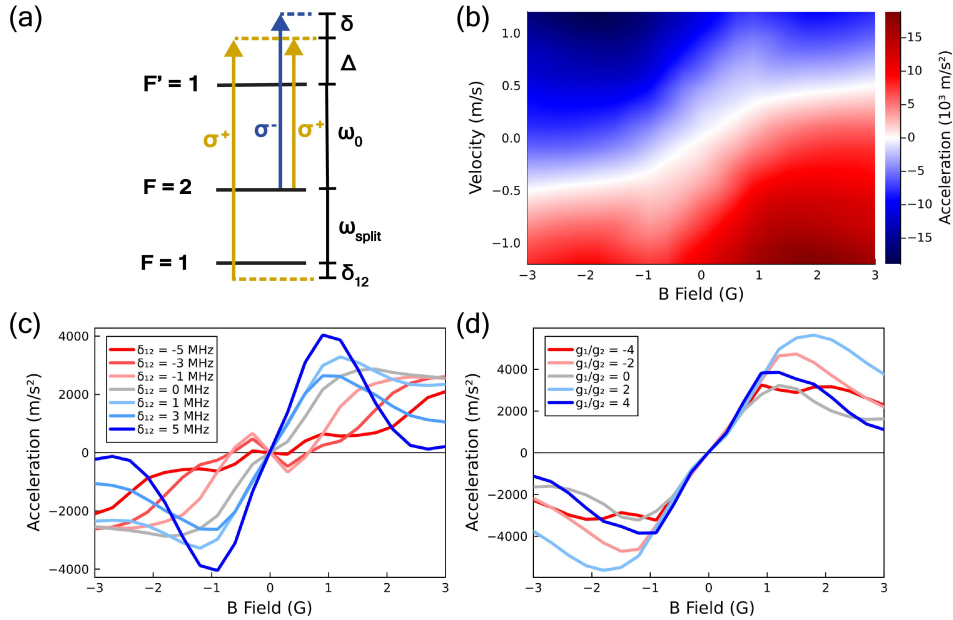 (a)
δ
Δ
F' = 1
σ⁺
σ⁻
σ⁺
ω₀
F = 2
ω_split
F = 1
δ₁₂
(b)
Velocity (m/s)
1.0
0.5
0.0
−0.5
−1.0
−3
−2
−1
0
1
2
3
B Field (G)
15
10
5
0
−5
−10
−15
Acceleration (10³ m/s²)
(c)
Acceleration (m/s²)
4000
2000
0
−2000
−4000
δ₁₂ = -5 MHz
δ₁₂ = -3 MHz
δ₁₂ = -1 MHz
δ₁₂ = 0 MHz
δ₁₂ = 1 MHz
δ₁₂ = 3 MHz
δ₁₂ = 5 MHz
−3
−2
−1
0
1
2
3
B Field (G)
(d)
Acceleration (m/s²)
4000
2000
0
−2000
−4000
g₁/g₂ = -4
g₁/g₂ = -2
g₁/g₂ = 0
g₁/g₂ = 2
g₁/g₂ = 4
−3
−2
−1
0
1
2
3
B Field (G)